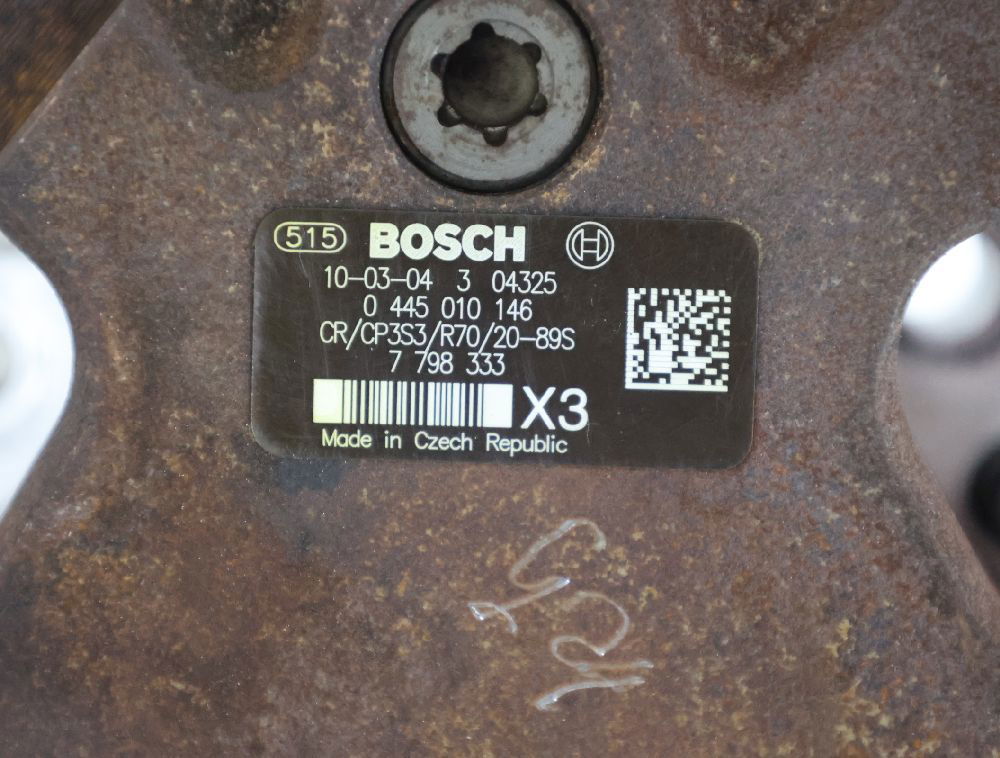 515 BOSCH H
10-03-04 3 04325
0 445 010 146
CR/CP3S3/R70/20-89S
7 798 333
X3
Made in Czech Republic